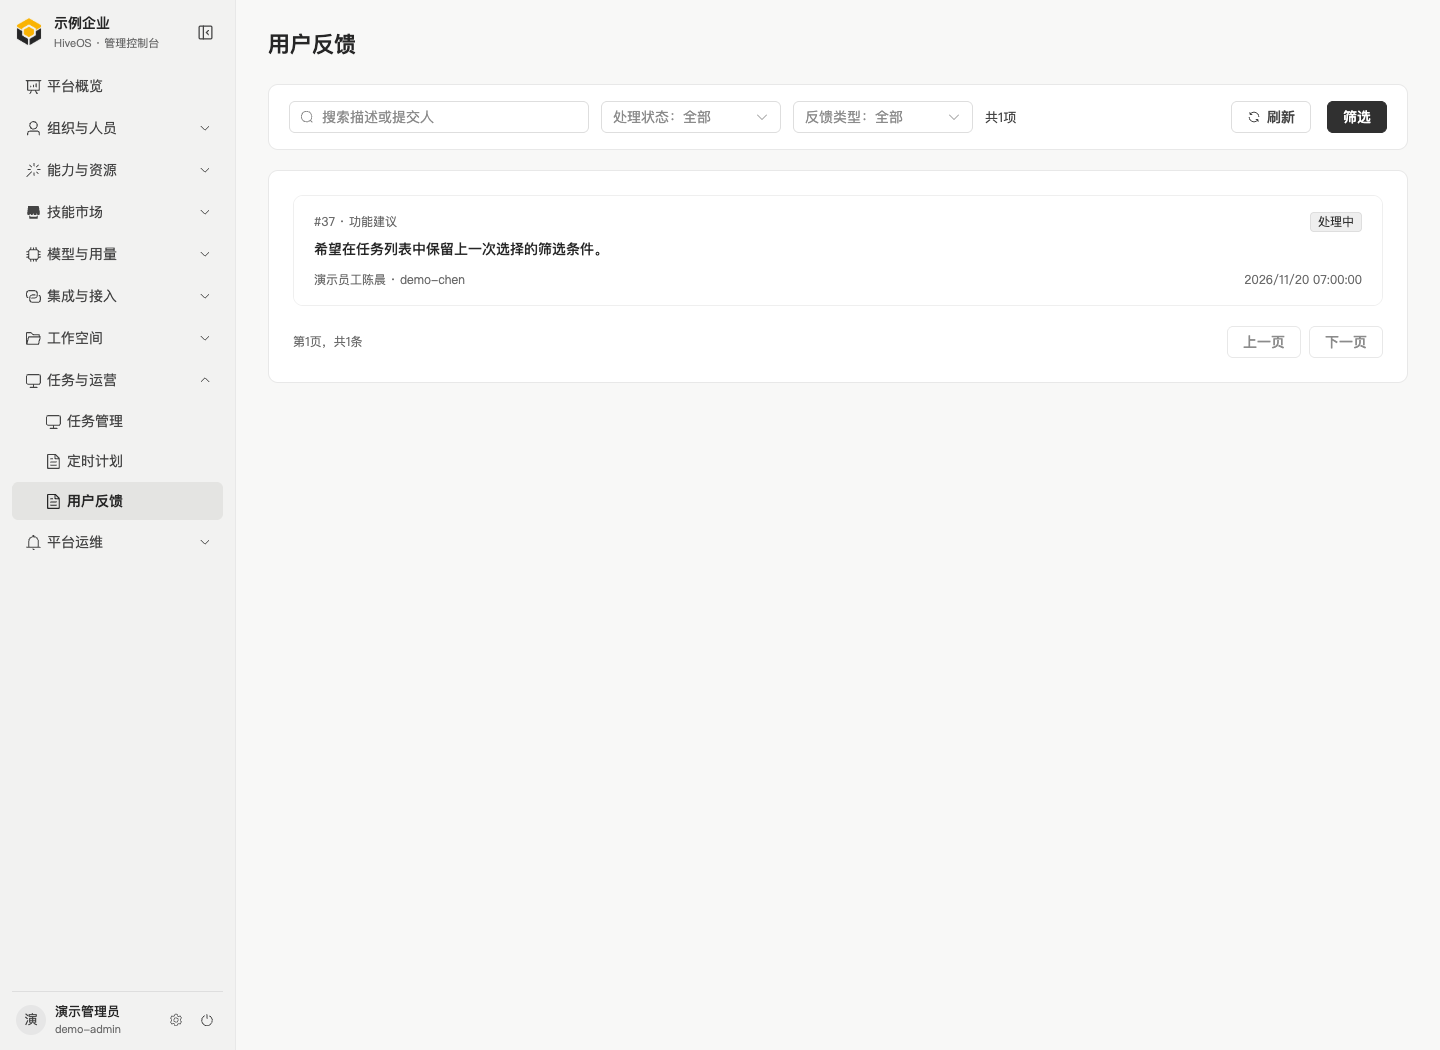 示例企业
HiveOS · 管理控制台
平台概览
组织与人员
能力与资源
技能市场
模型与用量
集成与接入
工作空间
任务与运营
任务管理
定时计划
用户反馈
平台运维
演
演示管理员
demo-admin
用户反馈
搜索描述或提交人
处理状态：全部
反馈类型：全部
共1项
刷新
筛选
#37 · 功能建议
处理中
希望在任务列表中保留上一次选择的筛选条件。
演示员工陈晨 · demo-chen
2026/11/20 07:00:00
第1页，共1条
上一页
下一页